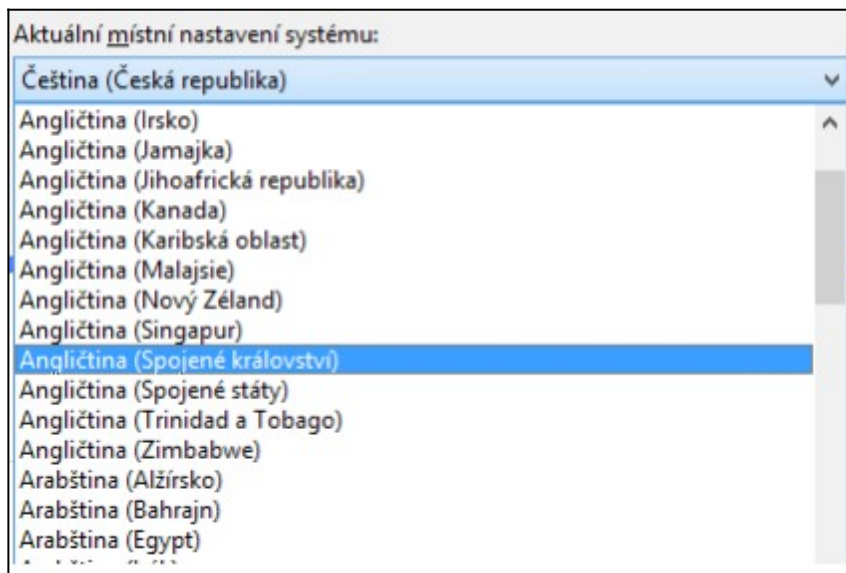 Aktuální místní nastavení systému:
Čeština (Česká republika)
Angličtina (Irsko)
Angličtina (Jamajka)
Angličtina (Jihoafrická republika)
Angličtina (Kanada)
Angličtina (Karibská oblast)
Angličtina (Malajsie)
Angličtina (Nový Zéland)
Angličtina (Singapur)
Angličtina (Spojené království)
Angličtina (Spojené státy)
Angličtina (Trinidad a Tobago)
Angličtina (Zimbabwe)
Arabština (Alžírsko)
Arabština (Bahrajn)
Arabština (Egypt)